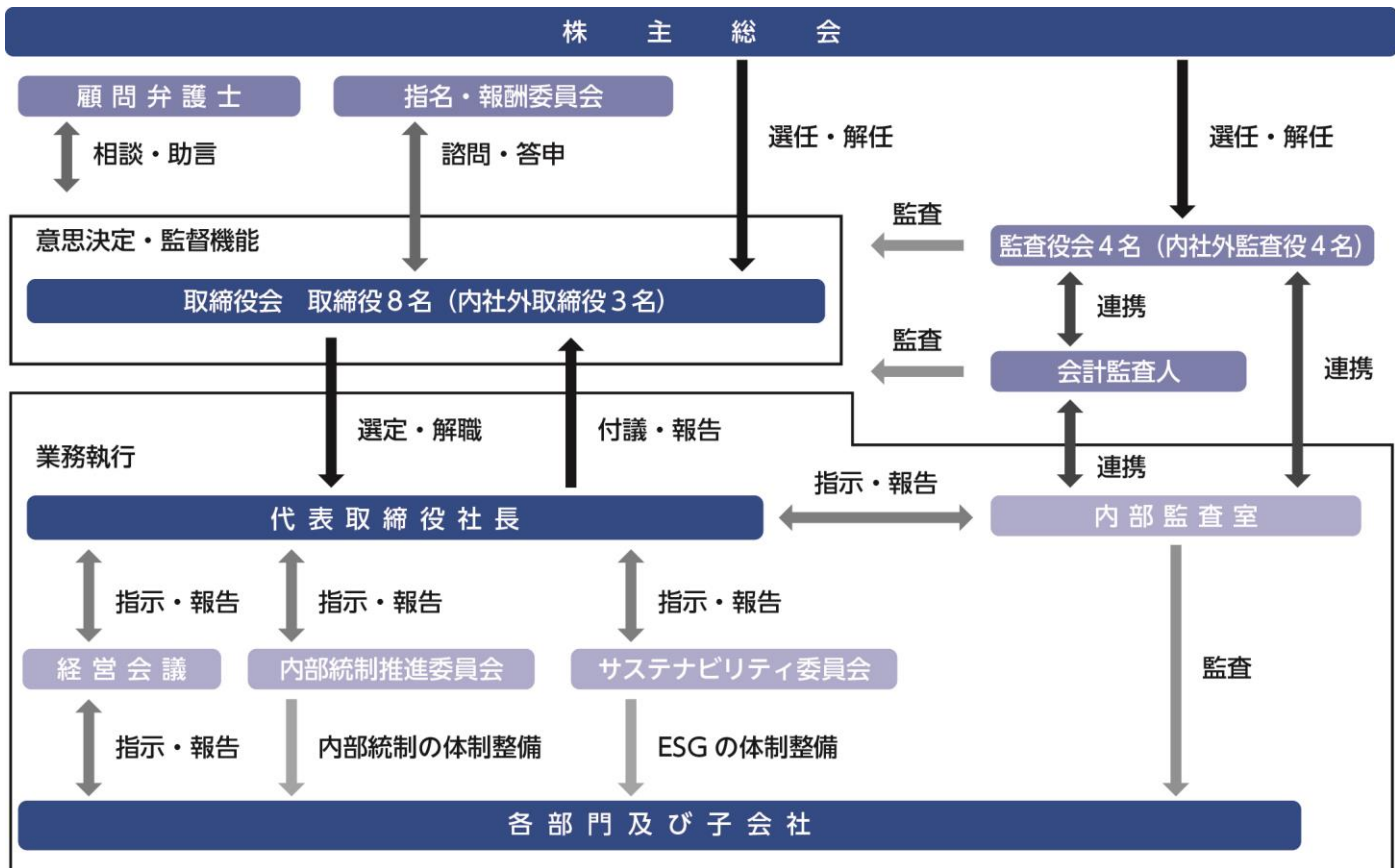 株主総会
顧問弁護士
指名・報酬委員会
相談・助言
諮問・答申
選任・解任
選任・解任
意思決定・監督機能
監査
監査役会4名（内社外監査役4名）
取締役会　取締役8名（内社外取締役3名）
連携
監査
会計監査人
連携
選定・解職
付議・報告
業務執行
連携
指示・報告
代表取締役社長
内部監査室
指示・報告
指示・報告
指示・報告
経営会議
内部統制推進委員会
サステナビリティ委員会
監査
指示・報告
内部統制の体制整備
ESGの体制整備
各部門及び子会社